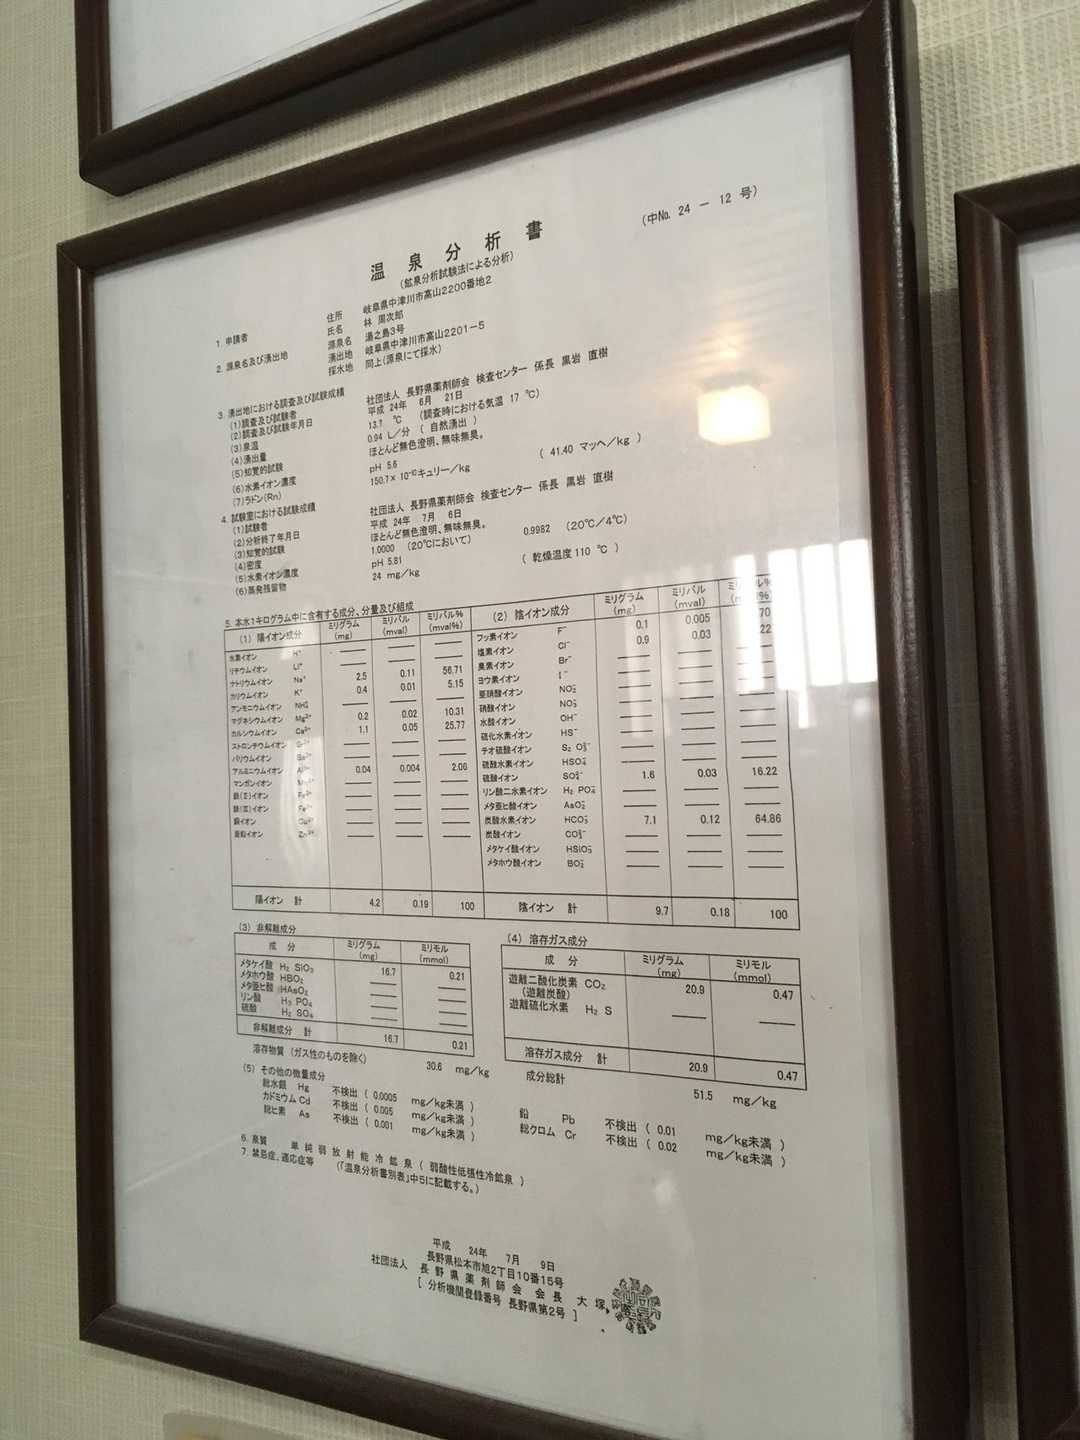 (中No. 24 － 12 号)
温泉分析書
(鉱泉分析試験法による分析)
1. 申請者 住所 岐阜県中津川市高山2200番地2
氏名 林 周次郎
2. 源泉名及び湧出地 源泉名 湯之島3号
湧出地 岐阜県中津川市高山2201－5
採水地 同上(源泉にて採水)
3. 湧出地における調査及び試験成績
(1)調査及び試験者 社団法人 長野県薬剤師会 検査センター 係長 黒岩 直樹
(2)調査及び試験年月日 平成 24年 6月 21日
(3)泉温 13.7 ℃ (調査時における気温 17 ℃)
(4)湧出量 0.94 L／分 ( 自然湧出 )
(5)知覚的試験 ほとんど無色澄明、無味無臭。
(6)水素イオン濃度 pH 5.6
(7)ラドン(Rn) 150.7× 10⁻¹⁰キュリー／kg ( 41.40 マッヘ／kg )
4. 試験室における試験成績
(1)試験者 社団法人 長野県薬剤師会 検査センター 係長 黒岩 直樹
(2)分析終了年月日 平成 24年 7月 6日
(3)知覚的試験 ほとんど無色澄明、無味無臭。
(4)密度 1.0000 (20℃において) 0.9982 (20℃／4℃)
(5)水素イオン濃度 pH 5.81
(6)蒸発残留物 24 mg／kg ( 乾燥温度 110 ℃ )
5. 本水1キログラム中に含有する成分、分量及び組成
(1) 陽イオン成分 ミリグラム (mg) ミリバル (mval) ミリバル% (mval%)
水素イオン H⁺ ―― ―― ――
リチウムイオン Li⁺ ―― ―― ――
ナトリウムイオン Na⁺ 2.5 0.11 56.71
カリウムイオン K⁺ 0.4 0.01 5.15
アンモニウムイオン NH₄⁺ ―― ―― ――
マグネシウムイオン Mg²⁺ 0.2 0.02 10.31
カルシウムイオン Ca²⁺ 1.1 0.05 25.77
ストロンチウムイオン Sr²⁺ ―― ―― ――
バリウムイオン Ba²⁺ ―― ―― ――
アルミニウムイオン Al³⁺ 0.04 0.004 2.06
マンガンイオン Mn²⁺ ―― ―― ――
鉄(Ⅱ)イオン Fe²⁺ ―― ―― ――
鉄(Ⅲ)イオン Fe³⁺ ―― ―― ――
銅イオン Cu²⁺ ―― ―― ――
亜鉛イオン Zn²⁺ ―― ―― ――
陽イオン 計 4.2 0.19 100
(2) 陰イオン成分 ミリグラム (mg) ミリバル (mval)
フッ素イオン F⁻ 0.1 0.005 70
塩素イオン Cl⁻ 0.9 0.03 22
臭素イオン Br⁻ ―― ―― ――
ヨウ素イオン I⁻ ―― ―― ――
亜硝酸イオン NO₂⁻ ―― ―― ――
硝酸イオン NO₃⁻ ―― ―― ――
水酸イオン OH⁻ ―― ―― ――
硫化水素イオン HS⁻ ―― ―― ――
チオ硫酸イオン S₂O₃²⁻ ―― ―― ――
硫酸水素イオン HSO₄⁻ ―― ―― ――
硫酸イオン SO₄²⁻ 1.6 0.03 16.22
リン酸二水素イオン H₂PO₄⁻ ―― ―― ――
メタ亜ヒ酸イオン AsO₂⁻ ―― ―― ――
炭酸水素イオン HCO₃⁻ 7.1 0.12 64.86
炭酸イオン CO₃²⁻ ―― ―― ――
メタケイ酸イオン HSiO₃⁻ ―― ―― ――
メタホウ酸イオン BO₂⁻ ―― ―― ――
陰イオン 計 9.7 0.18 100
(3) 非解離成分
成 分 ミリグラム (mg) ミリモル (mmol)
メタケイ酸 H₂SiO₃ 16.7 0.21
メタホウ酸 HBO₂ ―― ――
メタ亜ヒ酸 HAsO₂ ―― ――
リン酸 H₃PO₄ ―― ――
硫酸 H₂SO₄ ―― ――
非解離成分 計 16.7 0.21
(4) 溶存ガス成分
成 分 ミリグラム (mg) ミリモル (mmol)
遊離二酸化炭素 CO₂ 20.9 0.47
(遊離炭酸)
遊離硫化水素 H₂S ―― ――
溶存ガス成分 計 20.9 0.47
溶存物質 (ガス性のものを除く) 30.6 mg／kg
成分総計 51.5 mg／kg
(5) その他の微量成分
総水銀 Hg 不検出 ( 0.0005 mg／kg未満 )
カドミウム Cd 不検出 ( 0.005 mg／kg未満 )
総ヒ素 As 不検出 ( 0.001 mg／kg未満 )
鉛 Pb 不検出 ( 0.01 mg／kg未満 )
総クロム Cr 不検出 ( 0.02 mg／kg未満 )
6. 泉質 単純弱放射能冷鉱泉 ( 弱酸性低張性冷鉱泉 )
7. 禁忌症、適応症等 (「温泉分析書別表」中5に記載する。)
平成 24年 7月 9日
長野県松本市旭2丁目10番15号
社団法人 長野県薬剤師会 会長 大塚
[ 分析機関登録番号 長野県第2号 ]